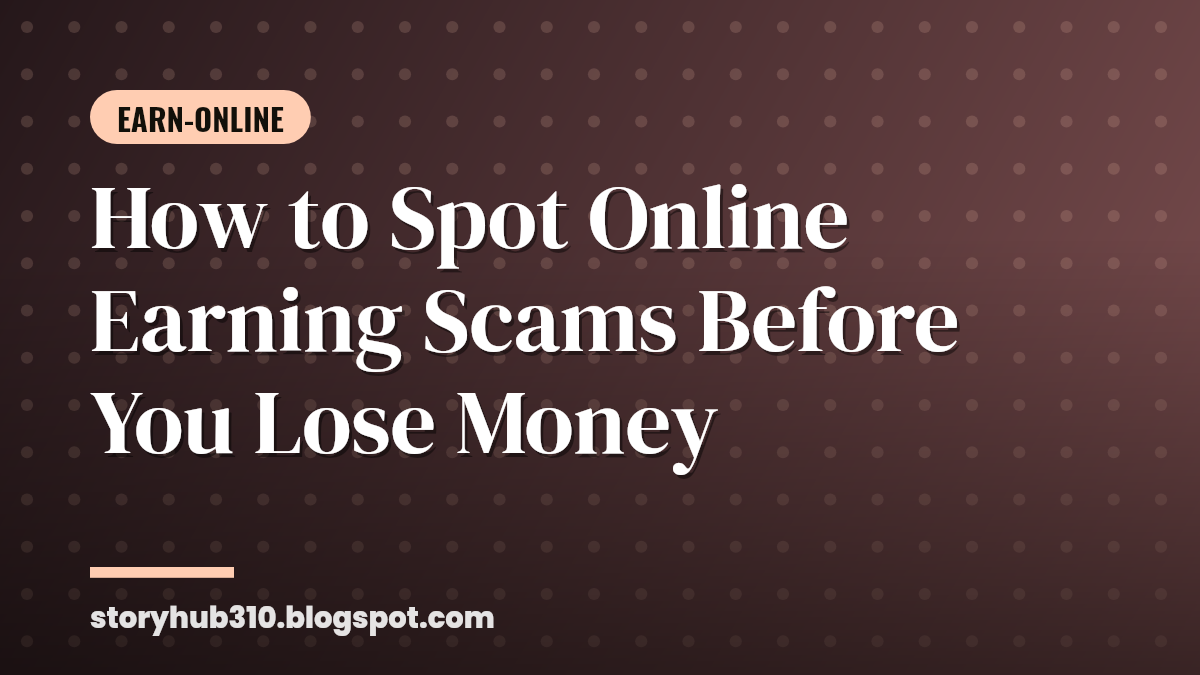 EARN-ONLINE
How to Spot Online
Earning Scams Before
You Lose Money
storyhub310.blogspot.com